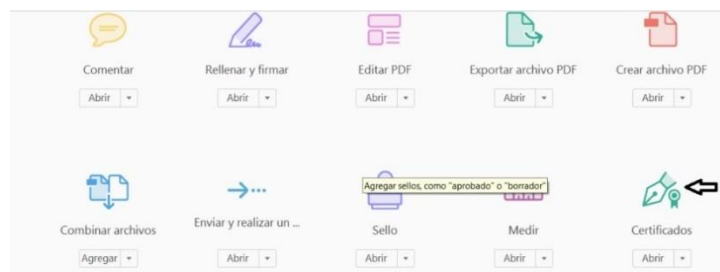 Comentar
Rellenar y firmar
Editar PDF
Exportar archivo PDF
Crear archivo PDF
Abrir
Abrir
Abrir
Abrir
Abrir
Agregar sellos, como "aprobado" o "borrador"
Combinar archivos
Enviar y realizar un ...
Sello
Medir
Certificados
Agregar
Abrir
Abrir
Abrir
Abrir